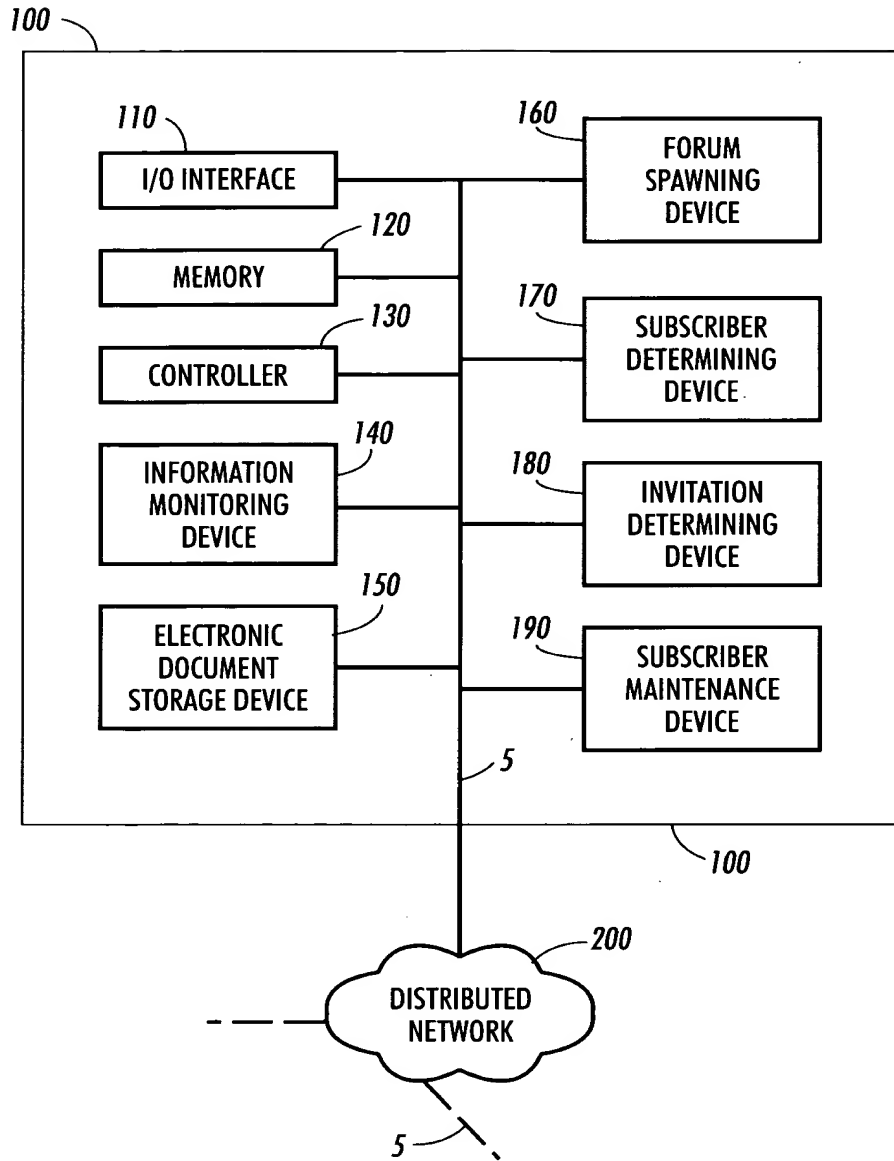 100
110
I/O INTERFACE
120
MEMORY
130
CONTROLLER
140
INFORMATION
MONITORING
DEVICE
150
ELECTRONIC
DOCUMENT
STORAGE DEVICE
160
FORUM
SPAWNING
DEVICE
170
SUBSCRIBER
DETERMINING
DEVICE
180
INVITATION
DETERMINING
DEVICE
190
SUBSCRIBER
MAINTENANCE
DEVICE
5
100
200
DISTRIBUTED
NETWORK
5